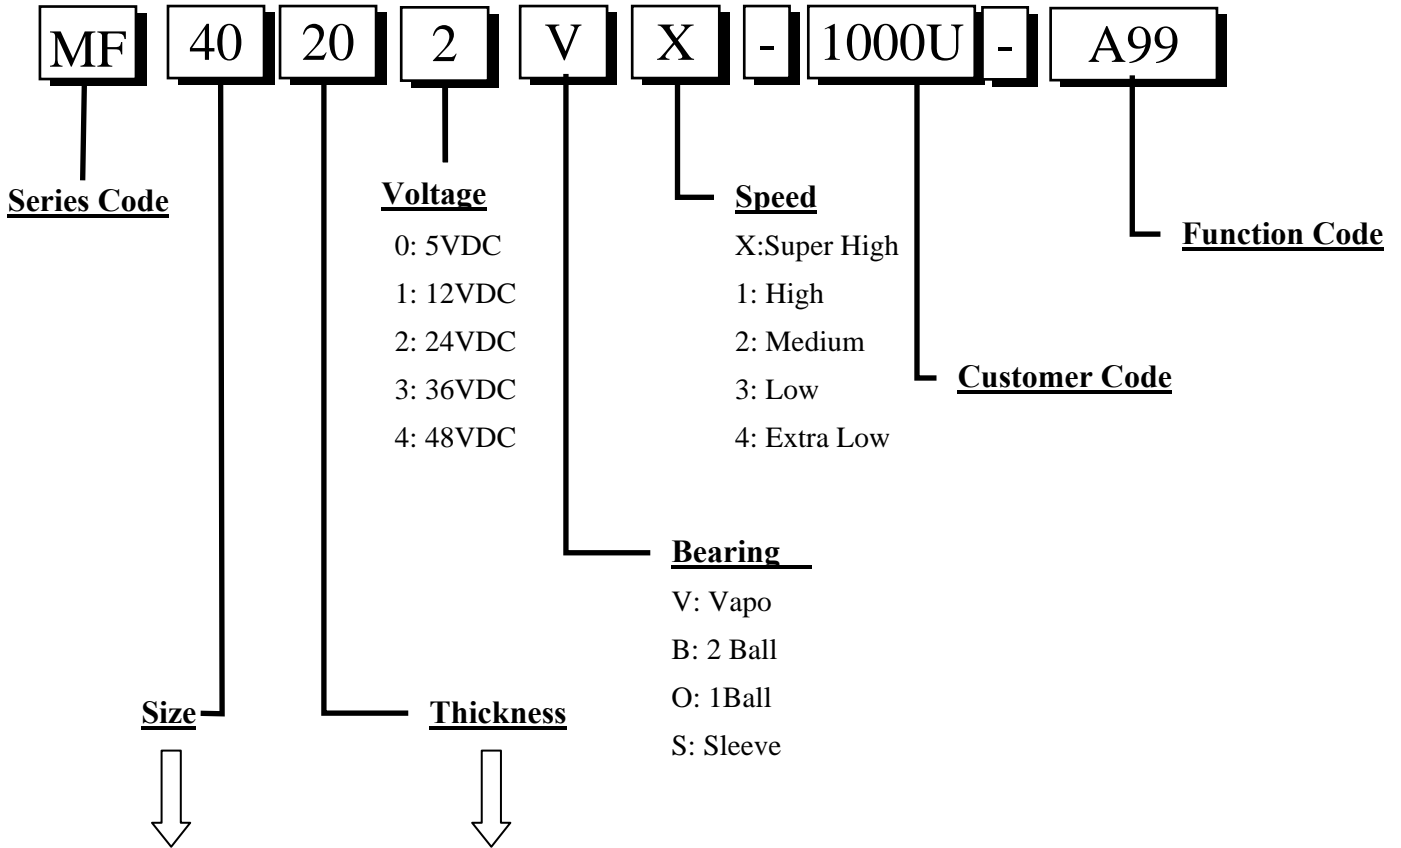 MF 40 20 2 V X - 1000U - A99
Series Code
Voltage
0: 5VDC
1: 12VDC
2: 24VDC
3: 36VDC
4: 48VDC
Speed
X:Super High
1: High
2: Medium
3: Low
4: Extra Low
Function Code
Customer Code
Bearing
V: Vapo
B: 2 Ball
O: 1Ball
S: Sleeve
Size
Thickness